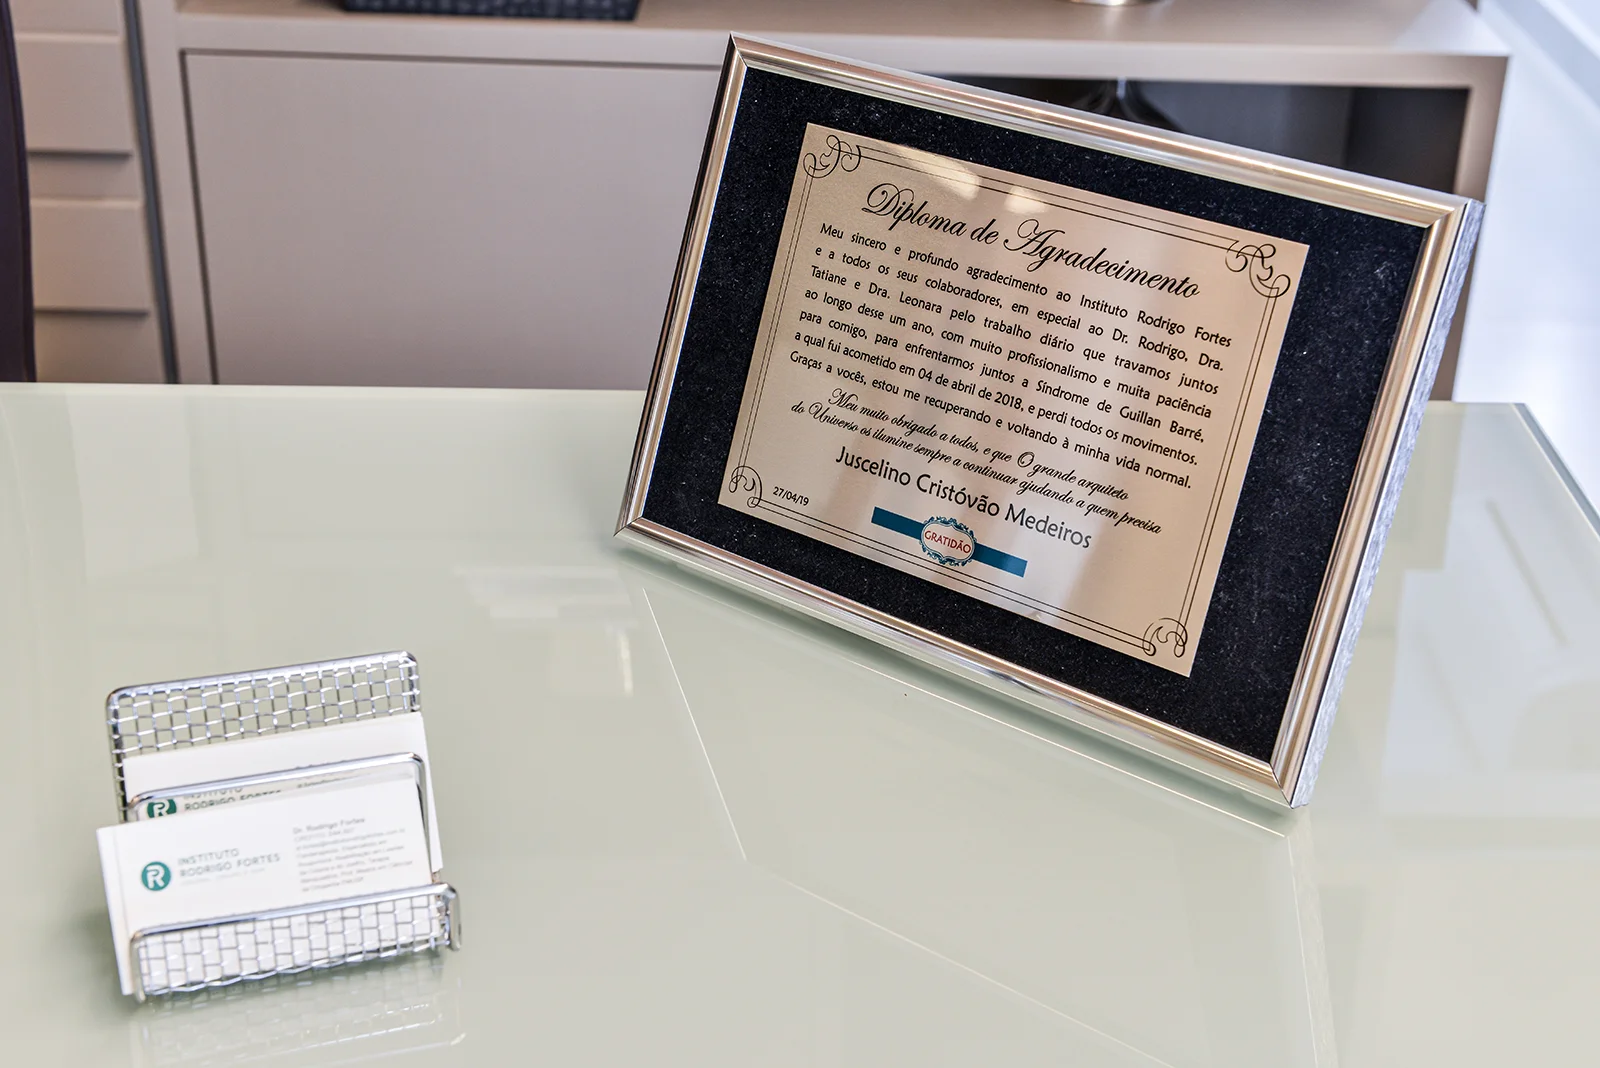 Diploma de Agradecimento
Meu sincero e profundo agradecimento ao Instituto Rodrigo Fortes
e a todos os seus colaboradores, em especial ao Dr. Rodrigo, Dra.
Tatiane e Dra. Leonara pelo trabalho diário que travamos juntos
ao longo desse um ano, com muito profissionalismo e muita paciência
para comigo, para enfrentarmos juntos a Síndrome de Guillan Barré,
a qual fui acometido em 04 de abril de 2018, e perdi todos os movimentos.
Graças a vocês, estou me recuperando e voltando à minha vida normal.
Meu muito obrigado a todos, e que O grande arquiteto
do Universo os ilumine sempre a continuar ajudando a quem precisa
Juscelino Cristóvão Medeiros
27/04/19
GRATIDÃO
INSTITUTO
RODRIGO FORTES
R
INSTITUTO
RODRIGO FORTES
Dr. Rodrigo Fortes